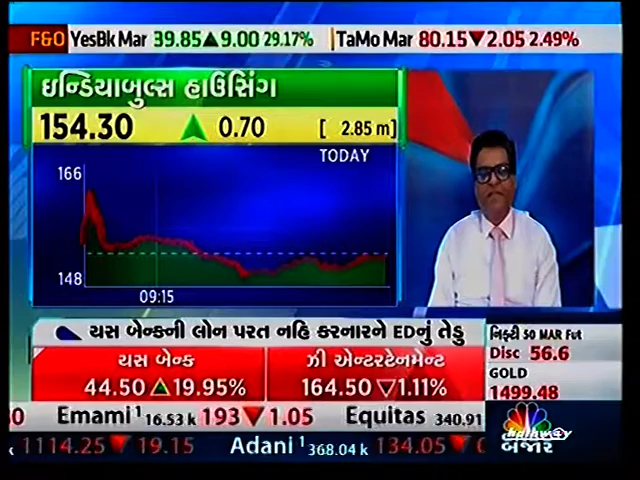 F&O YesBk Mar 39.85▲9.00 29.17% TaMo Mar 80.15▼2.05 2.49%
ઇન્ડિયાબુલ્સ હાઉસિંગ
154.30 ▲ 0.70 [ 2.85 m]
TODAY
166
148
09:15
યસ બેન્કની લોન પરત નહિ કરનારને EDનું તેડુ
યસ બેન્ક
44.50▲19.95%
ઝી એન્ટરટેનમેન્ટ
164.50▽1.11%
નિફ્ટી 50 MAR Fut
Disc 56.6
GOLD
1499.48
Emami 1 16.53 k 193▼1.05 Equitas 340.91
1114.25▼19.15 Adani 1 368.04 k 134.05▼
hathway
બજાર